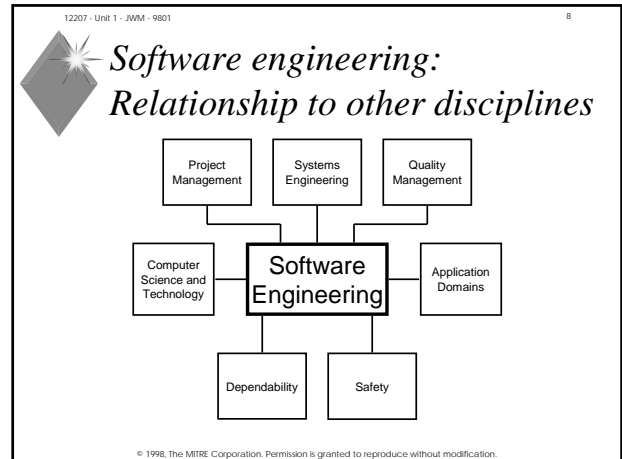 12207 - Unit 1 - JWM - 9801
8
Software engineering:
Relationship to other disciplines
Project
Management
Systems
Engineering
Quality
Management
Computer
Science and
Technology
Software
Engineering
Application
Domains
Dependability
Safety
© 1998, The MITRE Corporation. Permission is granted to reproduce without modification.